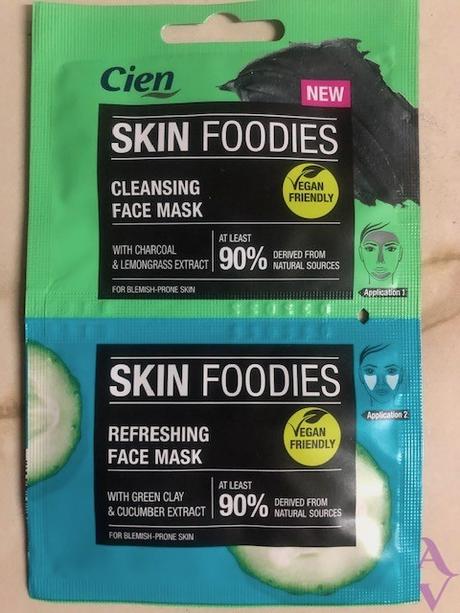 Cien
NEW
SKIN FOODIES
CLEANSING
FACE MASK
VEGAN
FRIENDLY
WITH CHARCOAL
& LEMONGRASS EXTRACT
AT LEAST
90%
DERIVED FROM
NATURAL SOURCES
FOR BLEMISH-PRONE SKIN
Application 1
SKIN FOODIES
REFRESHING
FACE MASK
VEGAN
FRIENDLY
WITH GREEN CLAY
& CUCUMBER EXTRACT
AT LEAST
90%
DERIVED FROM
NATURAL SOURCES
FOR BLEMISH-PRONE SKIN
Application 2
A
V